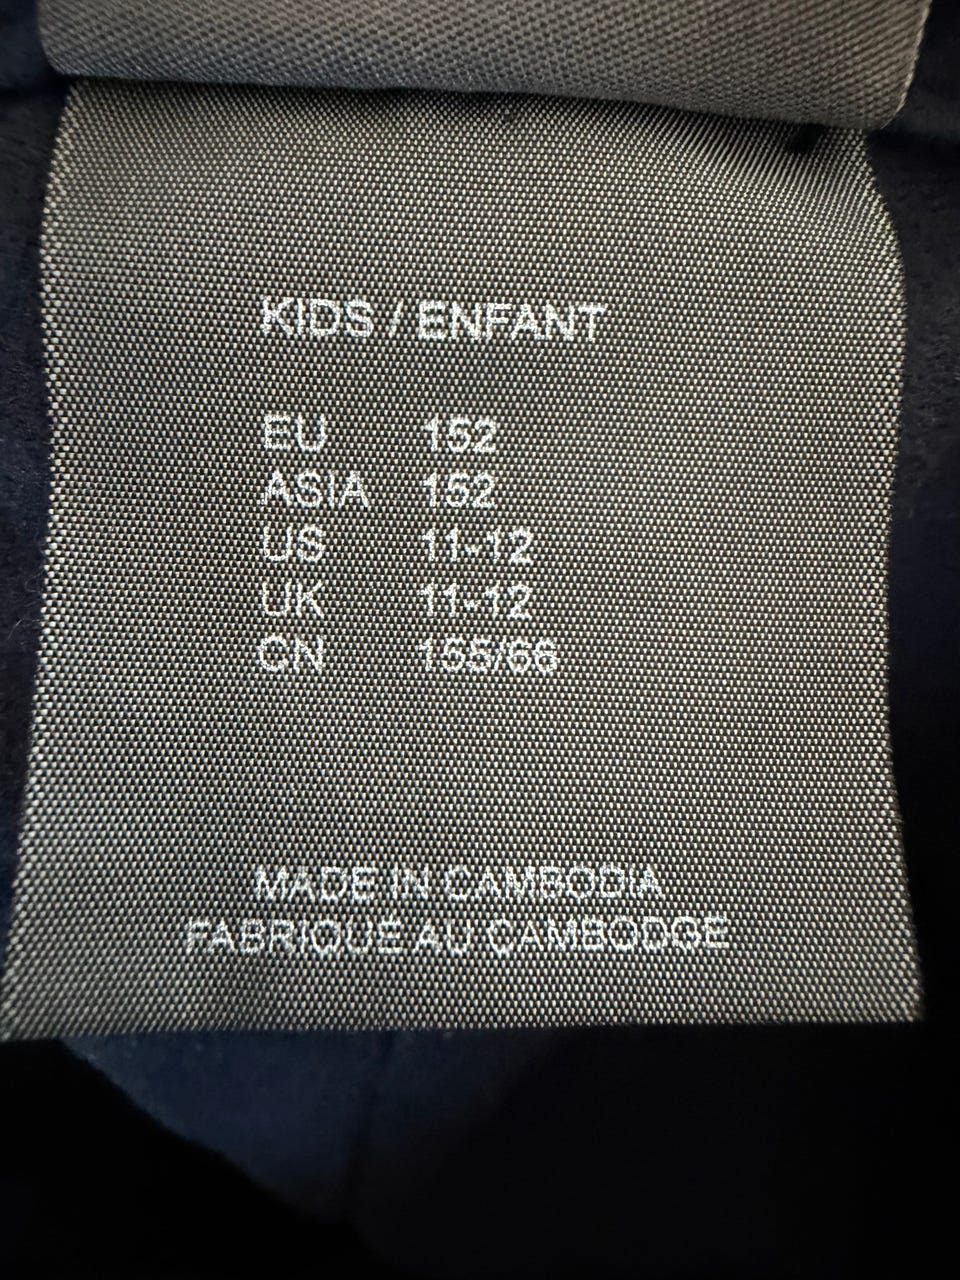 KIDS / ENFANT
EU 152
ASIA 152
US 11-12
UK 11-12
CN 155/66
MADE IN CAMBODIA
FABRIQUÉ AU CAMBODGE